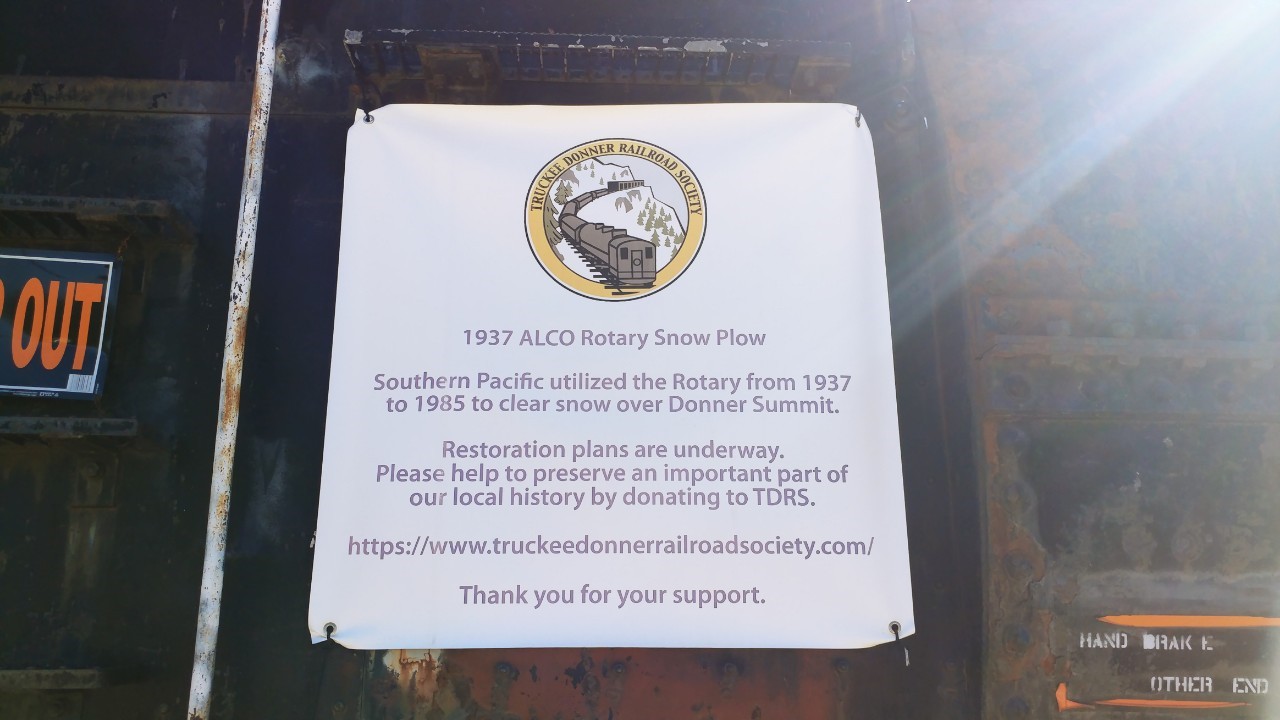 TRUCKEE DONNER RAILROAD SOCIETY
1937 ALCO Rotary Snow Plow
Southern Pacific utilized the Rotary from 1937
to 1985 to clear snow over Donner Summit.
Restoration plans are underway.
Please help to preserve an important part of
our local history by donating to TDRS.
https://www.truckeedonnerrailroadsociety.com/
Thank you for your support.
OUT
HAND BRAKE
OTHER END